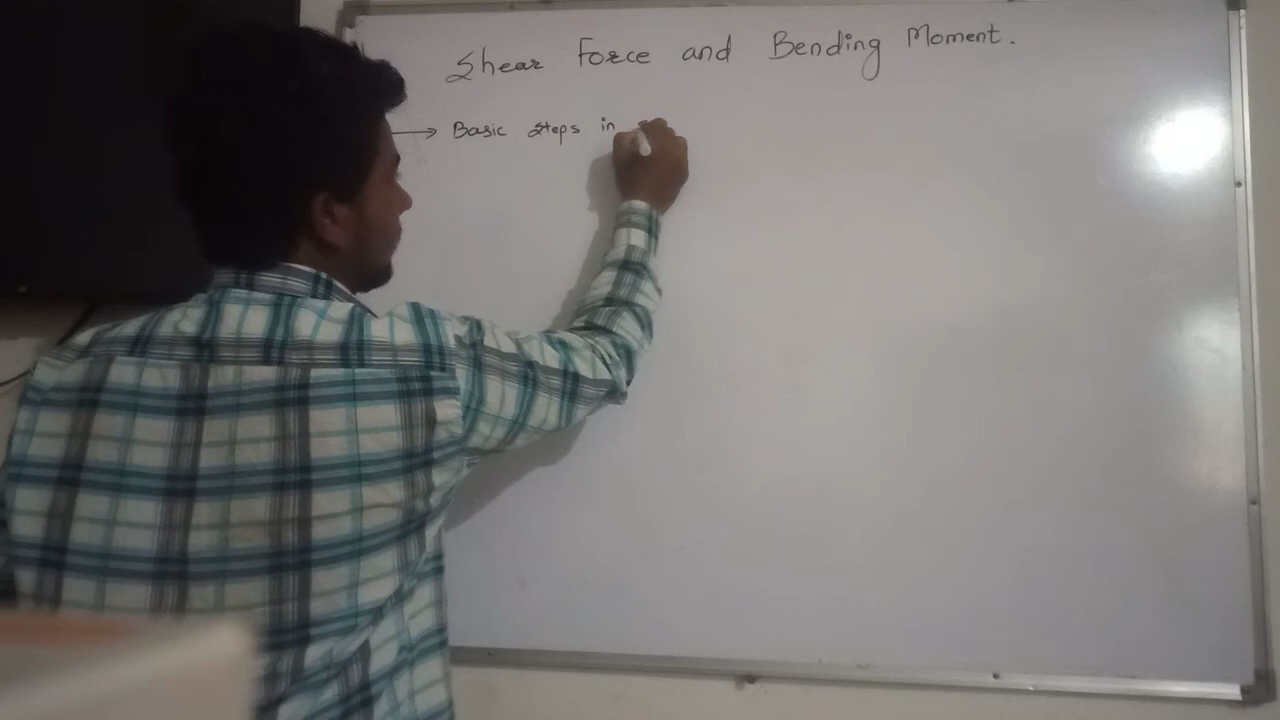 Shear Force and Bending Moment.
→ Basic Steps in